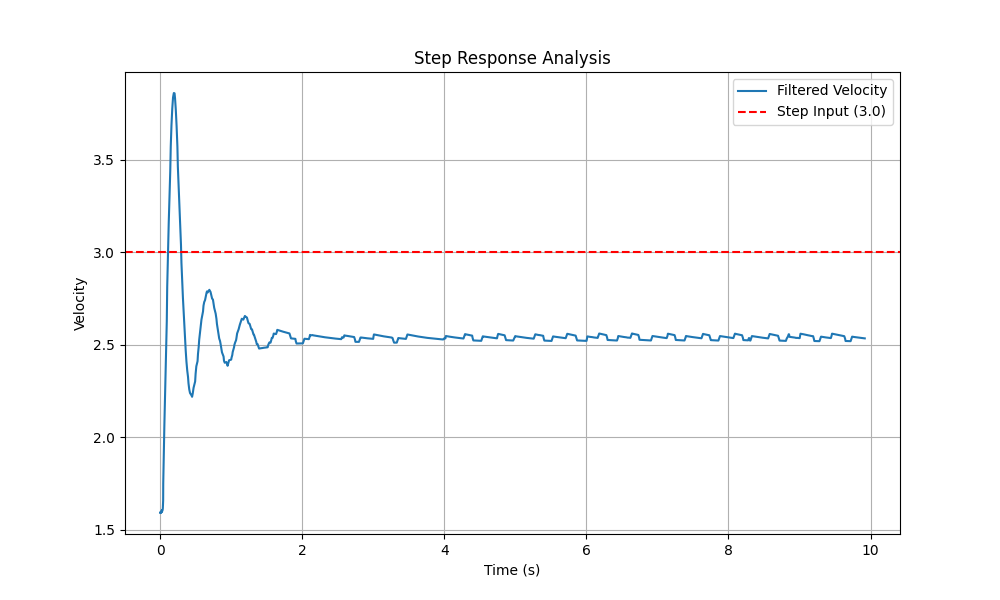 Step Response Analysis
Filtered Velocity
Step Input (3.0)
Velocity
3.5
3.0
2.5
2.0
1.5
0 2 4 6 8 10
Time (s)